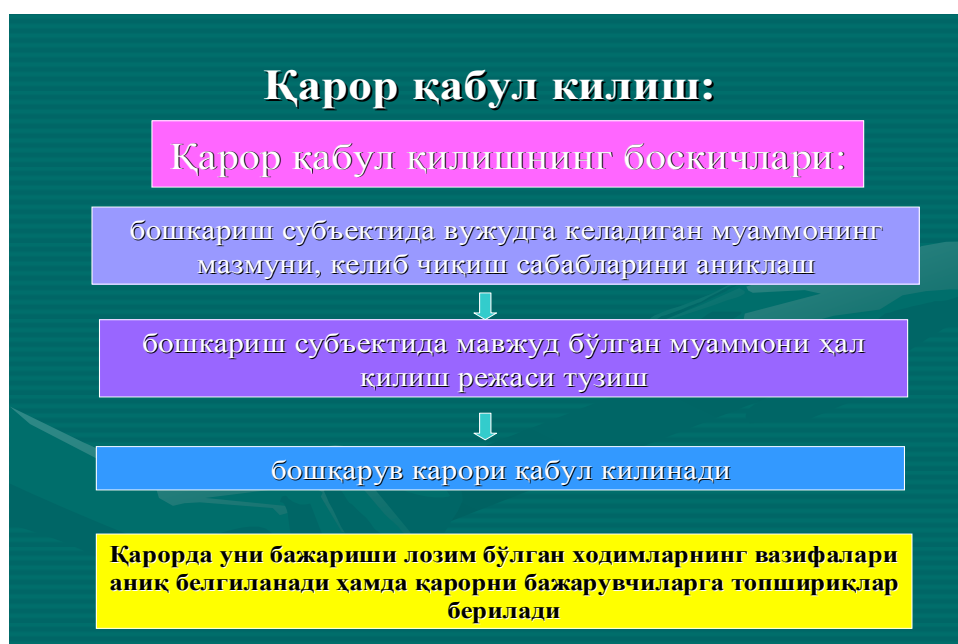 Қарор қабул килиш:
Қарор қабул қилишнинг боскичлари:
бошкариш субъектида вужудга келадиган муаммонинг
мазмуни, келиб чиқиш сабабларини аниклаш
бошкариш субъектида мавжуд бўлган муаммони ҳал
қилиш режаси тузиш
бошқарув карори қабул килинади
Қарорда уни бажариши лозим бўлган ходимларнинг вазифалари
аниқ белгиланади ҳамда қарорни бажарувчиларга топшириқлар
берилади